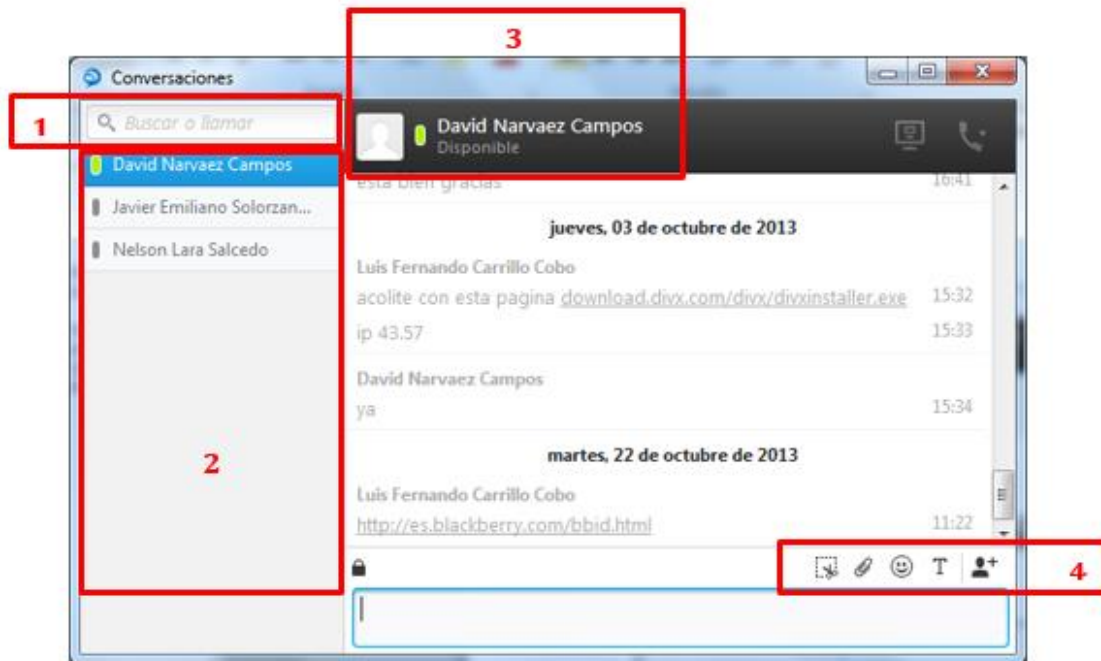 3
Conversaciones
1
Buscar o llamar
David Narvaez Campos
Javier Emiliano Solorzan...
Nelson Lara Salcedo
2
David Narvaez Campos
Disponible
esta bien gracias 16:41
jueves, 03 de octubre de 2013
Luis Fernando Carrillo Cobo
acolite con esta pagina download.divx.com/divx/divxinstaller.exe 15:32
ip 43.57 15:33
David Narvaez Campos
ya 15:34
martes, 22 de octubre de 2013
Luis Fernando Carrillo Cobo
http://es.blackberry.com/bbid.html 11:22
T
4